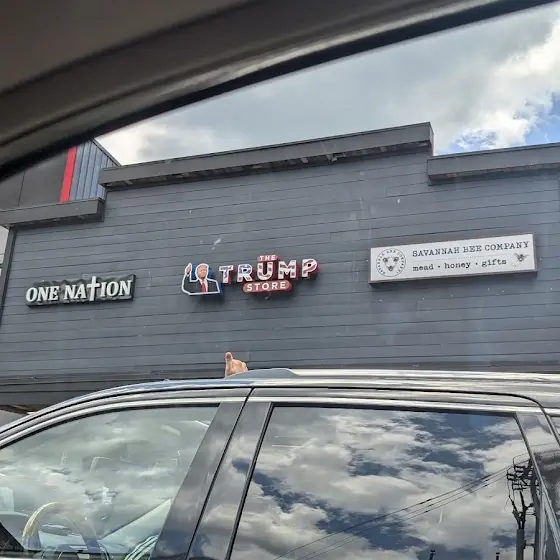 ONE NATION
THE
TRUMP
STORE
SAVANNAH BEE COMPANY
mead • honey • gifts